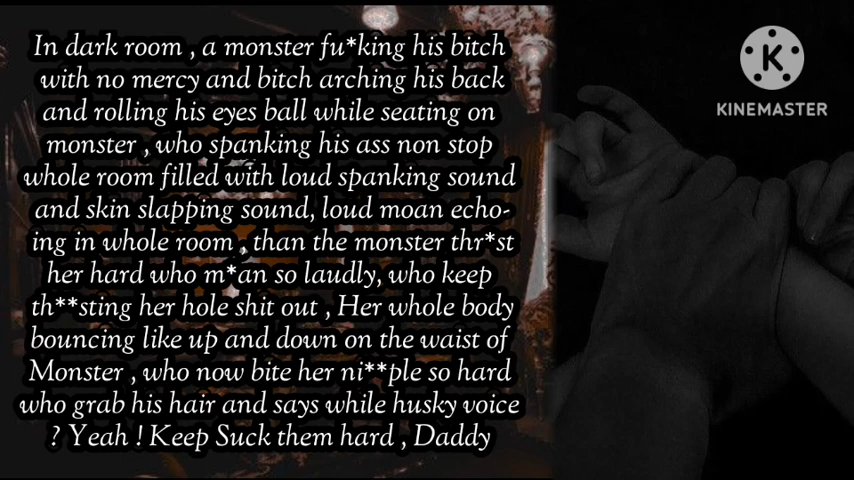 In dark room , a monster fu*king his bitch
with no mercy and bitch arching his back
and rolling his eyes ball while seating on
monster , who spanking his ass non stop
whole room filled with loud spanking sound
and skin slapping sound, loud moan echo-
ing in whole room , than the monster thr*st
her hard who m*an so laudly, who keep
th**sting her hole shit out , Her whole body
bouncing like up and down on the waist of
Monster , who now bite her ni**ple so hard
who grab his hair and says while husky voice
? Yeah ! Keep Suck them hard , Daddy
K
KINEMASTER